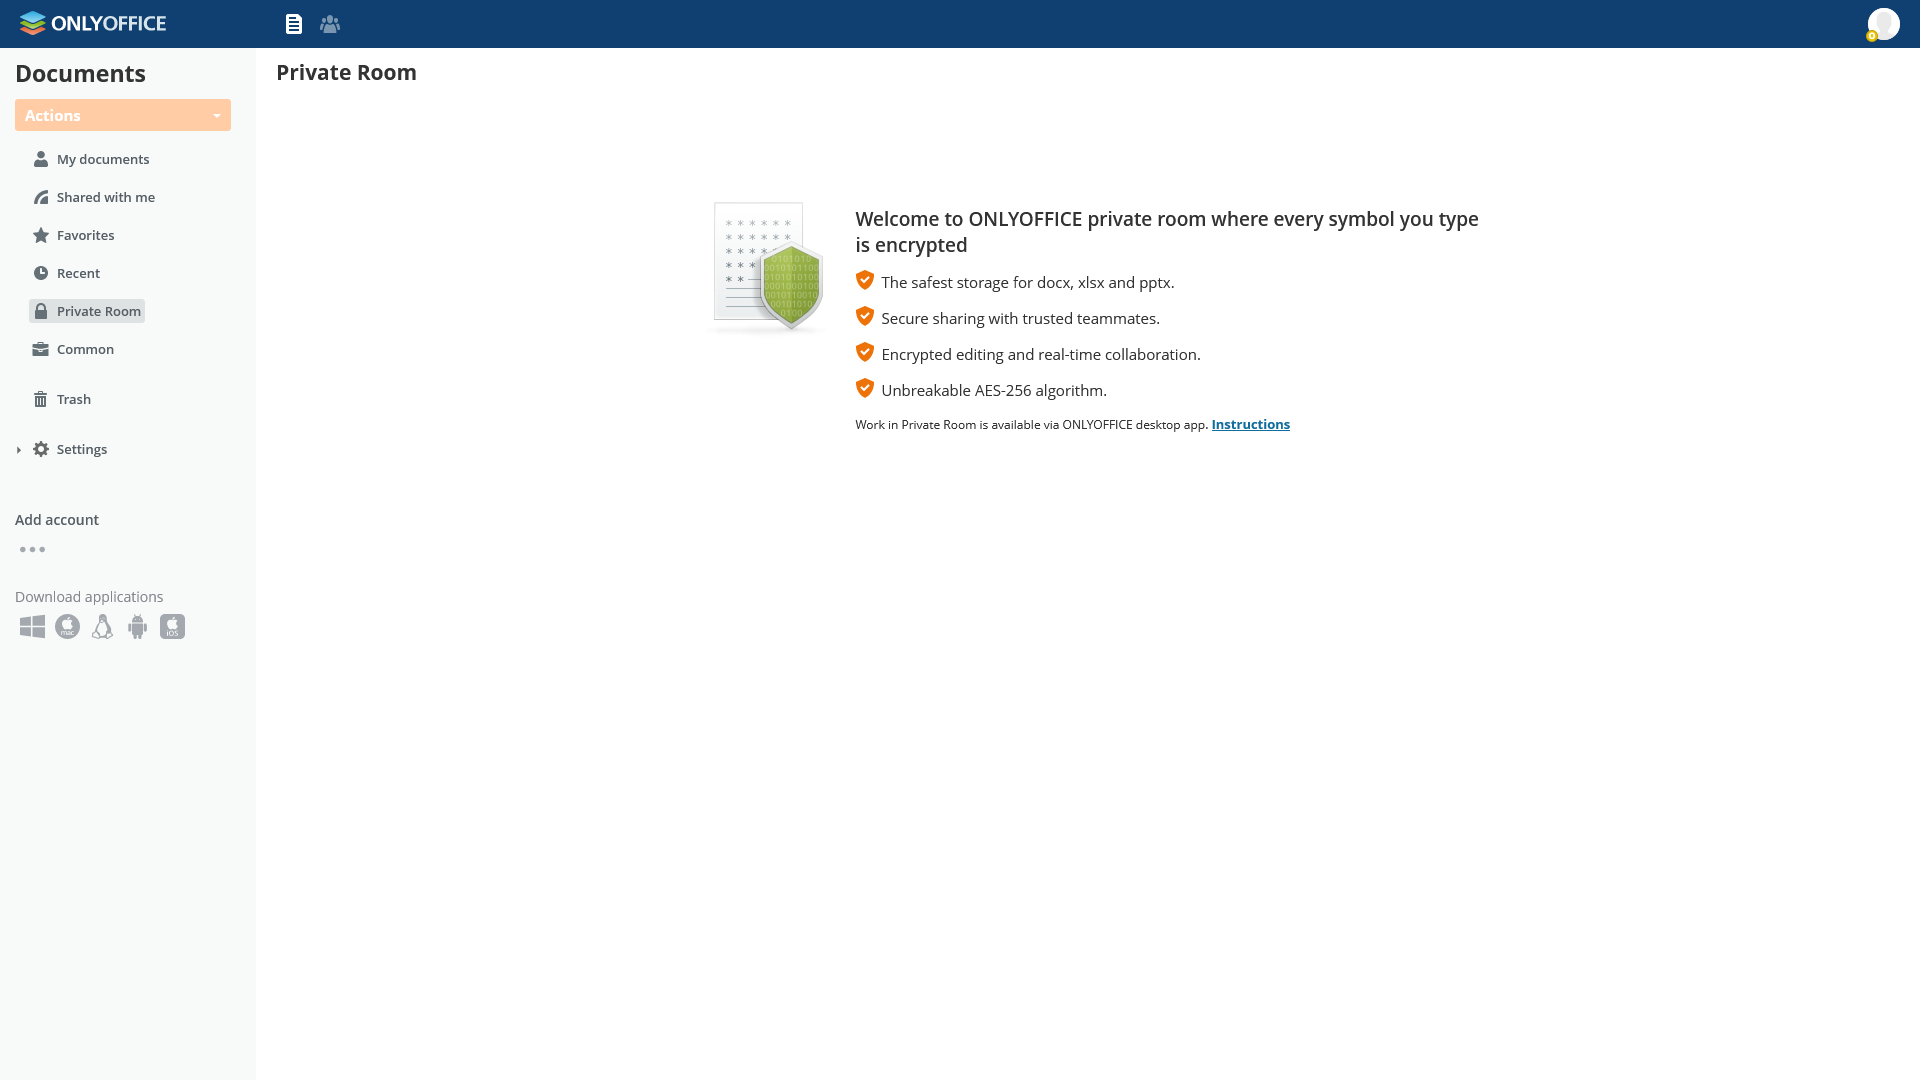 ONLYOFFICE
Documents
Actions
My documents
Shared with me
Favorites
Recent
Private Room
Common
Trash
Settings
Add account
Download applications
mac
iOS
Private Room
Welcome to ONLYOFFICE private room where every symbol you type
is encrypted
The safest storage for docx, xlsx and pptx.
Secure sharing with trusted teammates.
Encrypted editing and real-time collaboration.
Unbreakable AES-256 algorithm.
Work in Private Room is available via ONLYOFFICE desktop app. Instructions